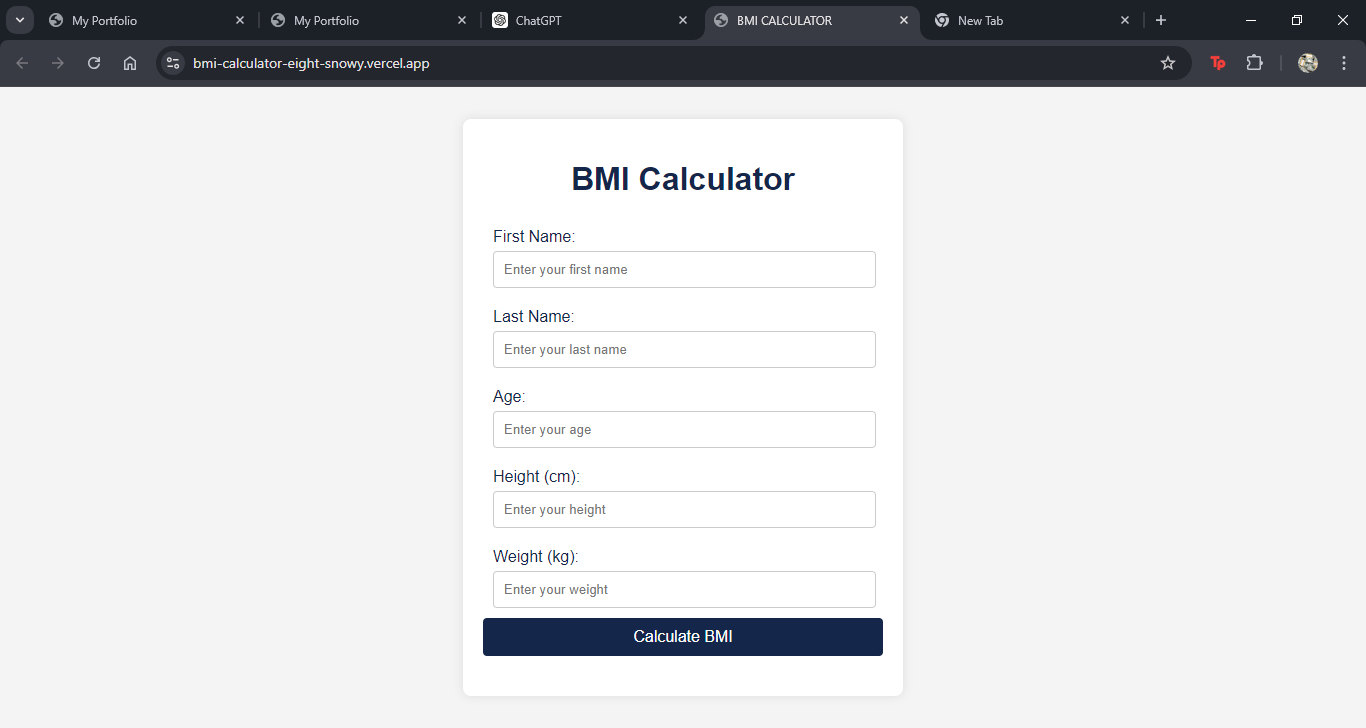 My Portfolio
My Portfolio
ChatGPT
BMI CALCULATOR
New Tab
bmi-calculator-eight-snowy.vercel.app
Tp
BMI Calculator
First Name:
Enter your first name
Last Name:
Enter your last name
Age:
Enter your age
Height (cm):
Enter your height
Weight (kg):
Enter your weight
Calculate BMI